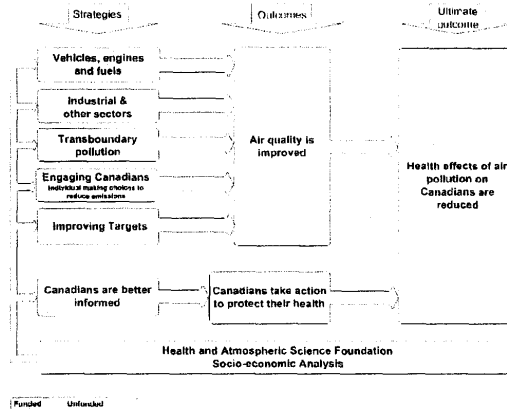 Strategies
Outcomes
Ultimate
outcome
Vehicles, engines
and fuels
Industrial &
other sectors
Transboundary
pollution
Engaging Canadians
Individual making choices to
reduce emissions
Improving Targets
Canadians are better
informed
Air quality is
improved
Canadians take action
to protect their health
Health effects of air
pollution on
Canadians are
reduced
Health and Atmospheric Science Foundation
Socio-economic Analysis
Funded
Unfunded